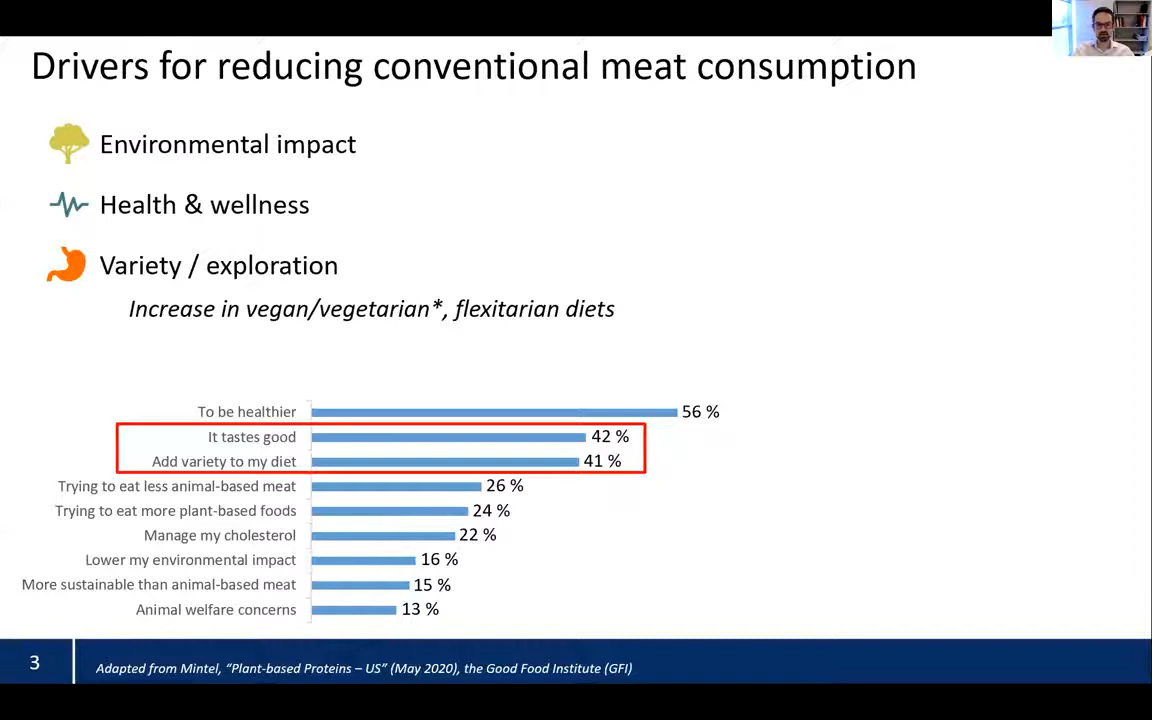 Drivers for reducing conventional meat consumption
Environmental impact
Health & wellness
Variety / exploration
Increase in vegan/vegetarian*, flexitarian diets
To be healthier 56 %
It tastes good 42 %
Add variety to my diet 41 %
Trying to eat less animal-based meat 26 %
Trying to eat more plant-based foods 24 %
Manage my cholesterol 22 %
Lower my environmental impact 16 %
More sustainable than animal-based meat 15 %
Animal welfare concerns 13 %
3
Adapted from Mintel, “Plant-based Proteins – US” (May 2020), the Good Food Institute (GFI)